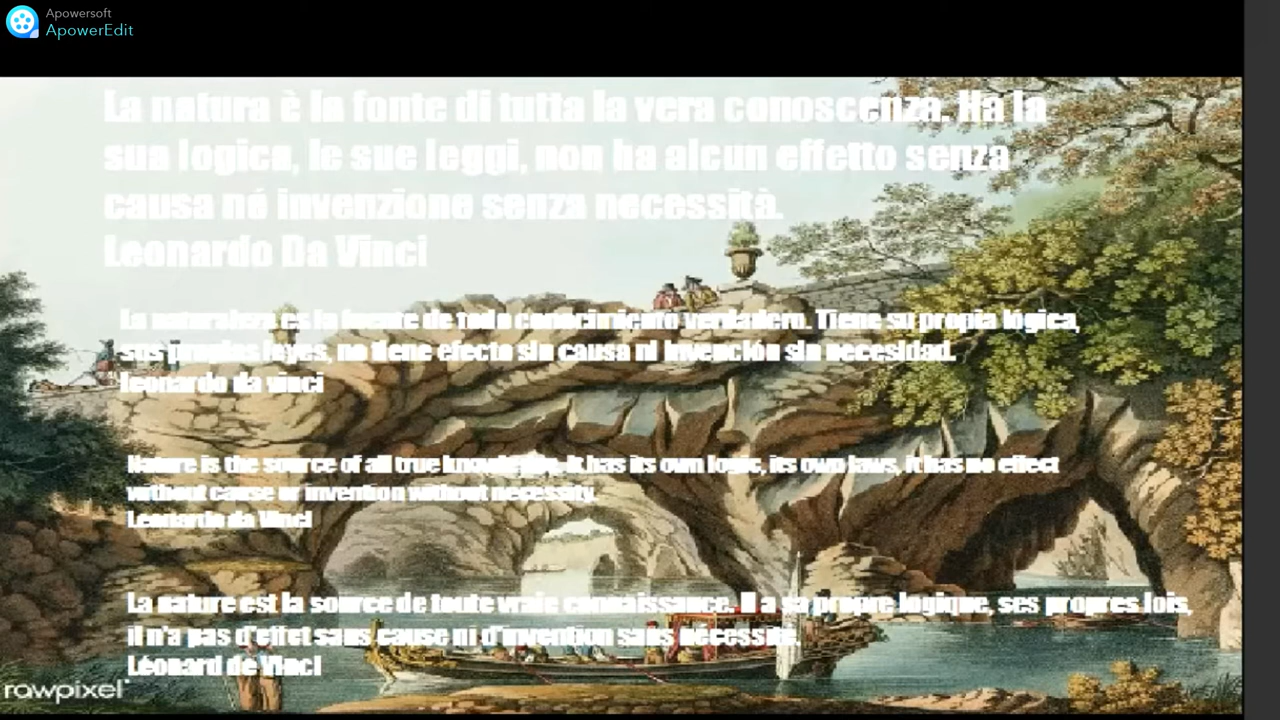 Apowersoft
ApowerEdit
La natura è la fonte di tutta la vera conoscenza. Ha la
sua logica, le sue leggi, non ha alcun effetto senza
causa né invenzione senza necessità.
Leonardo Da Vinci
La naturaleza es la fuente de todo conocimiento verdadero. Tiene su propia lógica,
sus propias leyes, no tiene efecto sin causa ni invención sin necesidad.
leonardo da vinci
Nature is the source of all true knowledge. It has its own logic, its own laws, it has no effect
without cause or invention without necessity.
Leonardo da Vinci
La nature est la source de toute vraie connaissance. Il a sa propre logique, ses propres lois,
il n'a pas d'effet sans cause ni d'invention sans nécessité.
Léonard de Vinci
rawpixel